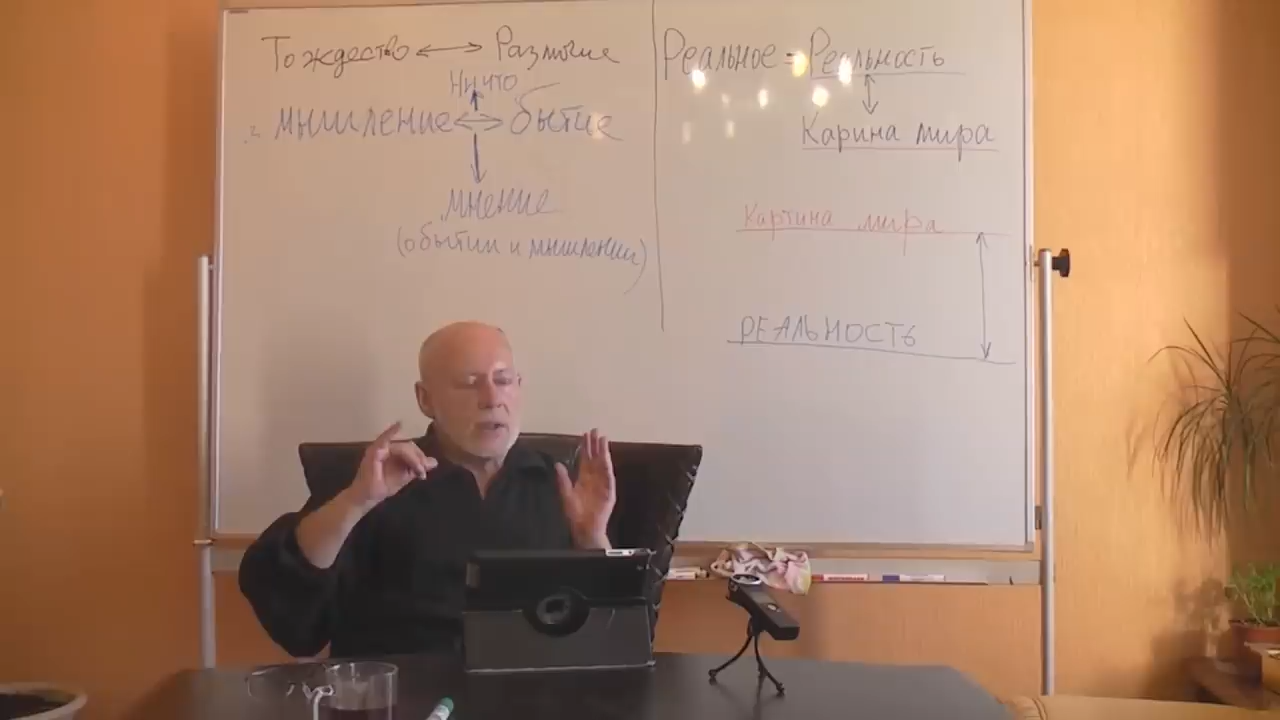 Тождество ↔ Различие
Ничто
мышление ↔ бытие
мнение
(о бытии и мышлении)
Реальное = Реальность
Карина мира
Картина мира
РЕАЛЬНОСТЬ